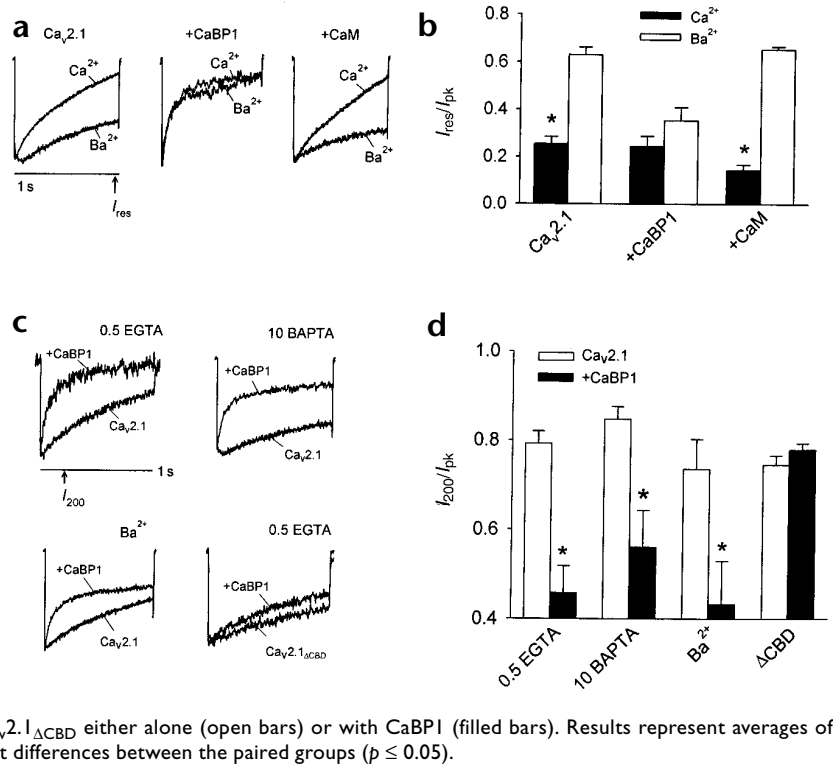 a
Cav2.1
+CaBP1
+CaM
Ca2+
Ba2+
Ca2+
Ba2+
Ca2+
Ba2+
1 s
Ires
b
Ca2+
Ba2+
Ires/Ipk
0.8
0.6
0.4
0.2
0.0
*
*
Cav2.1
+CaBP1
+CaM
c
0.5 EGTA
+CaBP1
Cav2.1
1 s
I200
10 BAPTA
+CaBP1
Cav2.1
Ba2+
+CaBP1
Cav2.1
0.5 EGTA
+CaBP1
Cav2.1ΔCBD
d
Cav2.1
+CaBP1
I200/Ipk
1.0
0.8
0.6
0.4
*
*
*
0.5 EGTA
10 BAPTA
Ba2+
ΔCBD
v2.1ΔCBD either alone (open bars) or with CaBP1 (filled bars). Results represent averages of
t differences between the paired groups (p ≤ 0.05).